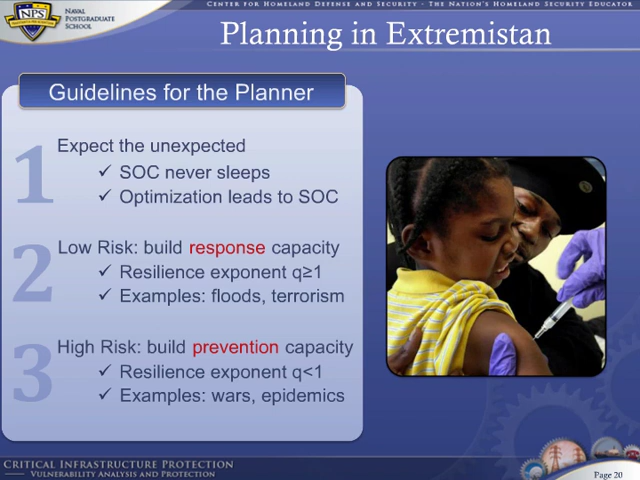 CENTER FOR HOMELAND DEFENSE AND SECURITY · THE NATION'S HOMELAND SECURITY EDUCATOR
NPS
NAVAL
POSTGRADUATE
SCHOOL
Planning in Extremistan
Guidelines for the Planner
1
Expect the unexpected
✓ SOC never sleeps
✓ Optimization leads to SOC
2
Low Risk: build response capacity
✓ Resilience exponent q≥1
✓ Examples: floods, terrorism
3
High Risk: build prevention capacity
✓ Resilience exponent q<1
✓ Examples: wars, epidemics
CRITICAL INFRASTRUCTURE PROTECTION
VULNERABILITY ANALYSIS AND PROTECTION
Page 20